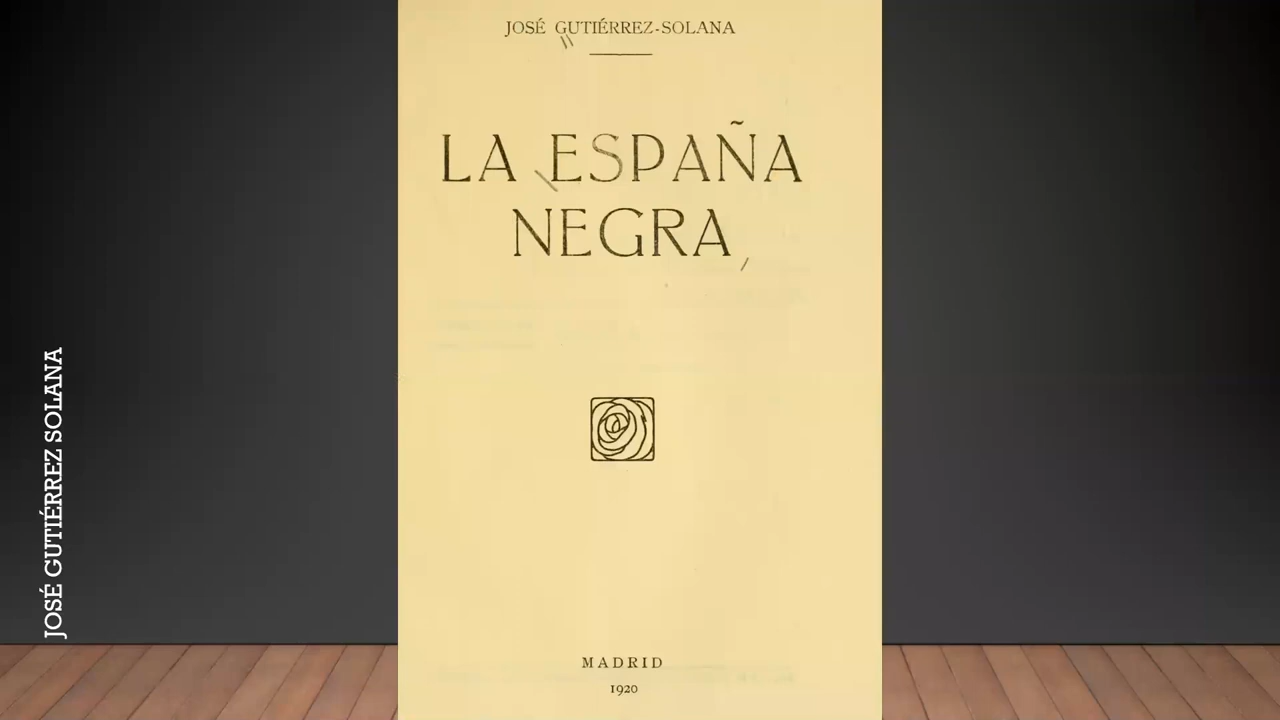 JOSÉ GUTIÉRREZ-SOLANA
LA ESPAÑA
NEGRA
MADRID
1920
JOSÉ GUTIÉRREZ SOLANA